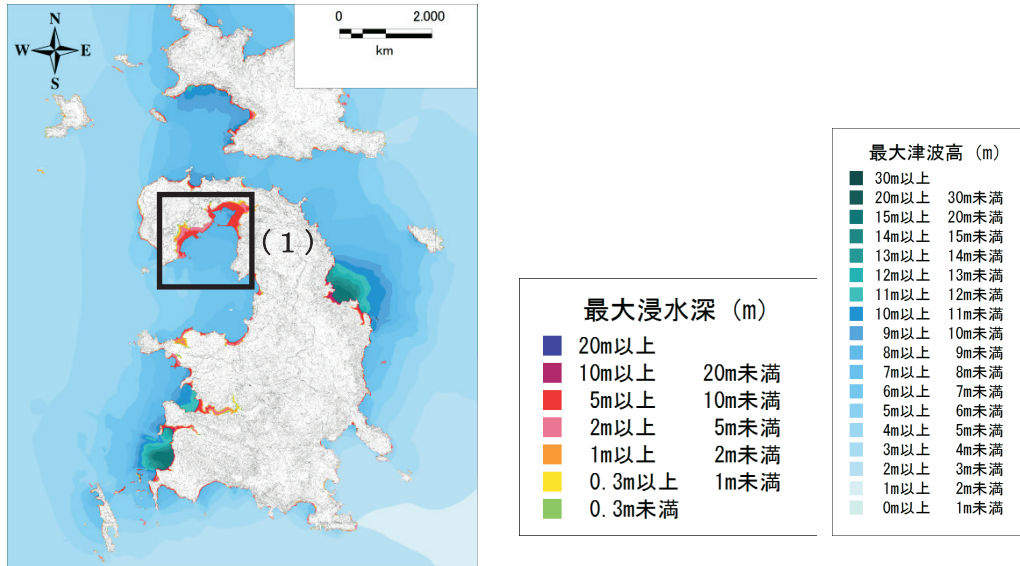 N
W E
S
0 2.000
km
(1)
最大浸水深 (m)
20m以上
10m以上 20m未満
5m以上 10m未満
2m以上 5m未満
1m以上 2m未満
0.3m以上 1m未満
0.3m未満
最大津波高 (m)
30m以上
20m以上 30m未満
15m以上 20m未満
14m以上 15m未満
13m以上 14m未満
12m以上 13m未満
11m以上 12m未満
10m以上 11m未満
9m以上 10m未満
8m以上 9m未満
7m以上 8m未満
6m以上 7m未満
5m以上 6m未満
4m以上 5m未満
3m以上 4m未満
2m以上 3m未満
1m以上 2m未満
0m以上 1m未満